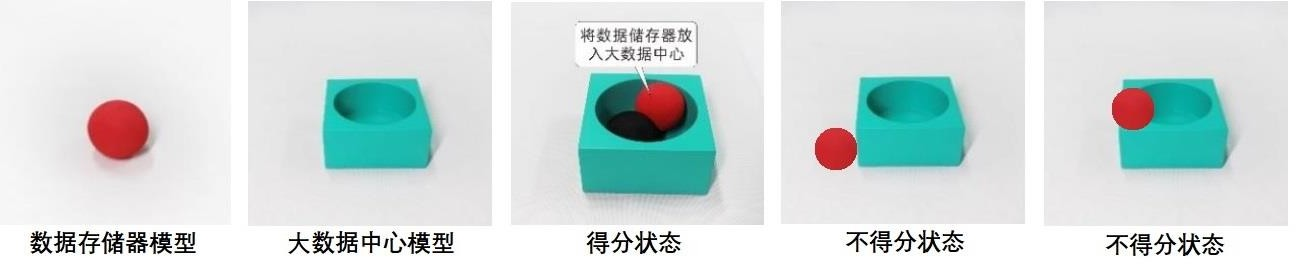 将数据储存器放
入大数据中心
数据存储器模型
大数据中心模型
得分状态
不得分状态
不得分状态